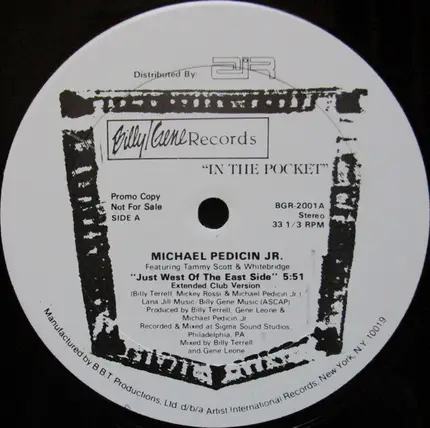 Distributed By: air
Billy/Gene Records
"IN THE POCKET"
Promo Copy
Not For Sale
SIDE A
BGR-2001A
Stereo
33 1/3 RPM
MICHAEL PEDICIN JR.
Featuring Tammy Scott & Whitebridge
"Just West Of The East Side" 5:51
Extended Club Version
(Billy Terrell, Mickey Rossi & Michael Pedicin Jr.)
Lana Jill Music, Billy Gene Music (ASCAP)
Produced by Billy Terrell, Gene Leone &
Michael Pedicin Jr.
Recorded & Mixed at Sigma Sound Studios,
Philadelphia, PA
Mixed by Billy Terrell
and Gene Leone
Manufactured by B.B.T. Productions, Ltd. d/b/a Artist International Records, New York, N.Y. 10019